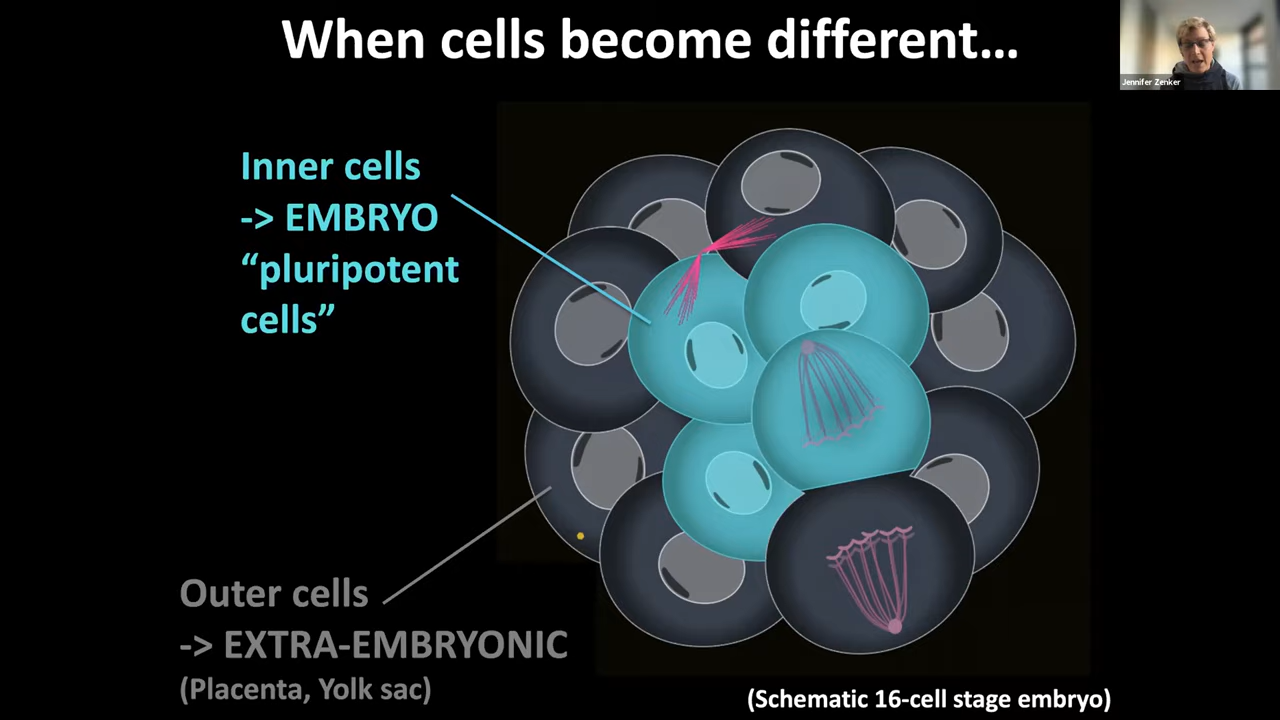 When cells become different…
Jennifer Zenker
Inner cells
-> EMBRYO
“pluripotent
cells”
Outer cells
-> EXTRA-EMBRYONIC
(Placenta, Yolk sac)
(Schematic 16-cell stage embryo)